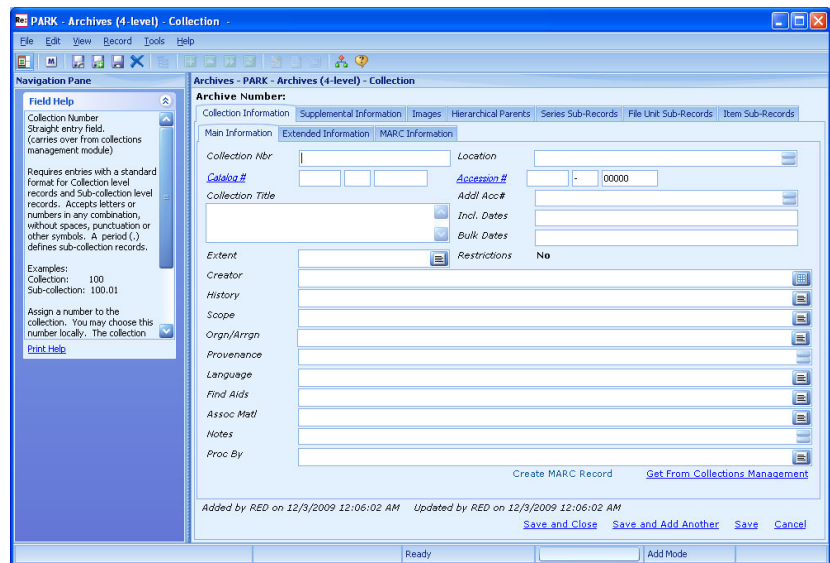 Re: PARK - Archives (4-level) - Collection -
File Edit View Record Tools Help
M
Navigation Pane
Archives - PARK - Archives (4-level) - Collection
Field Help
Archive Number:
Collection Information Supplemental Information Images Hierarchical Parents Series Sub-Records File Unit Sub-Records Item Sub-Records
Main Information Extended Information MARC Information
Collection Number
Straight entry field.
(carries over from collections
management module)
Requires entries with a standard
format for Collection level
records and Sub-collection level
records. Accepts letters or
numbers in any combination,
without spaces, punctuation or
other symbols. A period (.)
defines sub-collection records.
Examples:
Collection: 100
Sub-collection: 100.01
Assign a number to the
collection. You may choose this
number locally. The collection
Print Help
Collection Nbr Location
Catalog # Accession # - 00000
Collection Title Addl Acc#
Incl. Dates
Bulk Dates
Extent Restrictions No
Creator
History
Scope
Orgn/Arrgn
Provenance
Language
Find Aids
Assoc Matl
Notes
Proc By
Create MARC Record Get From Collections Management
Added by RED on 12/3/2009 12:06:02 AM Updated by RED on 12/3/2009 12:06:02 AM
Save and Close Save and Add Another Save Cancel
Ready Add Mode